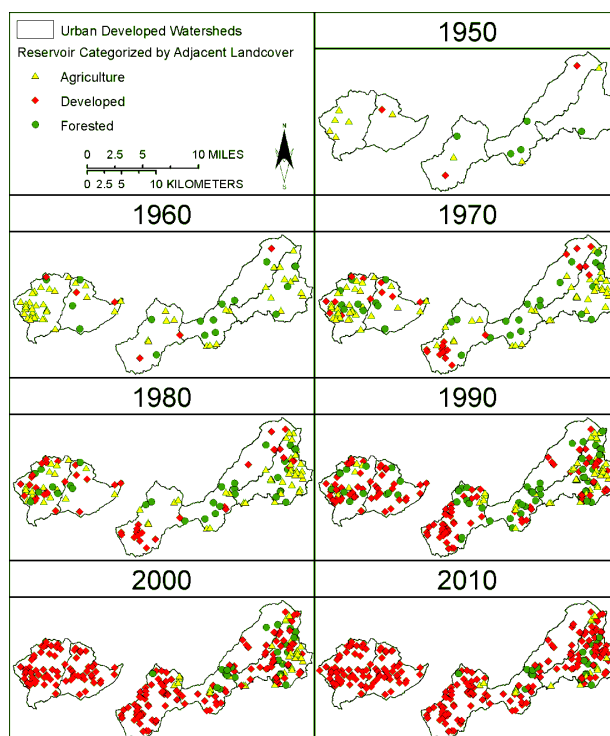 Urban Developed Watersheds
Reservoir Categorized by Adjacent Landcover
Agriculture
Developed
Forested
N
S
0 2.5 5 10 MILES
0 2.5 5 10 KILOMETERS
1950
1960
1970
1980
1990
2000
2010